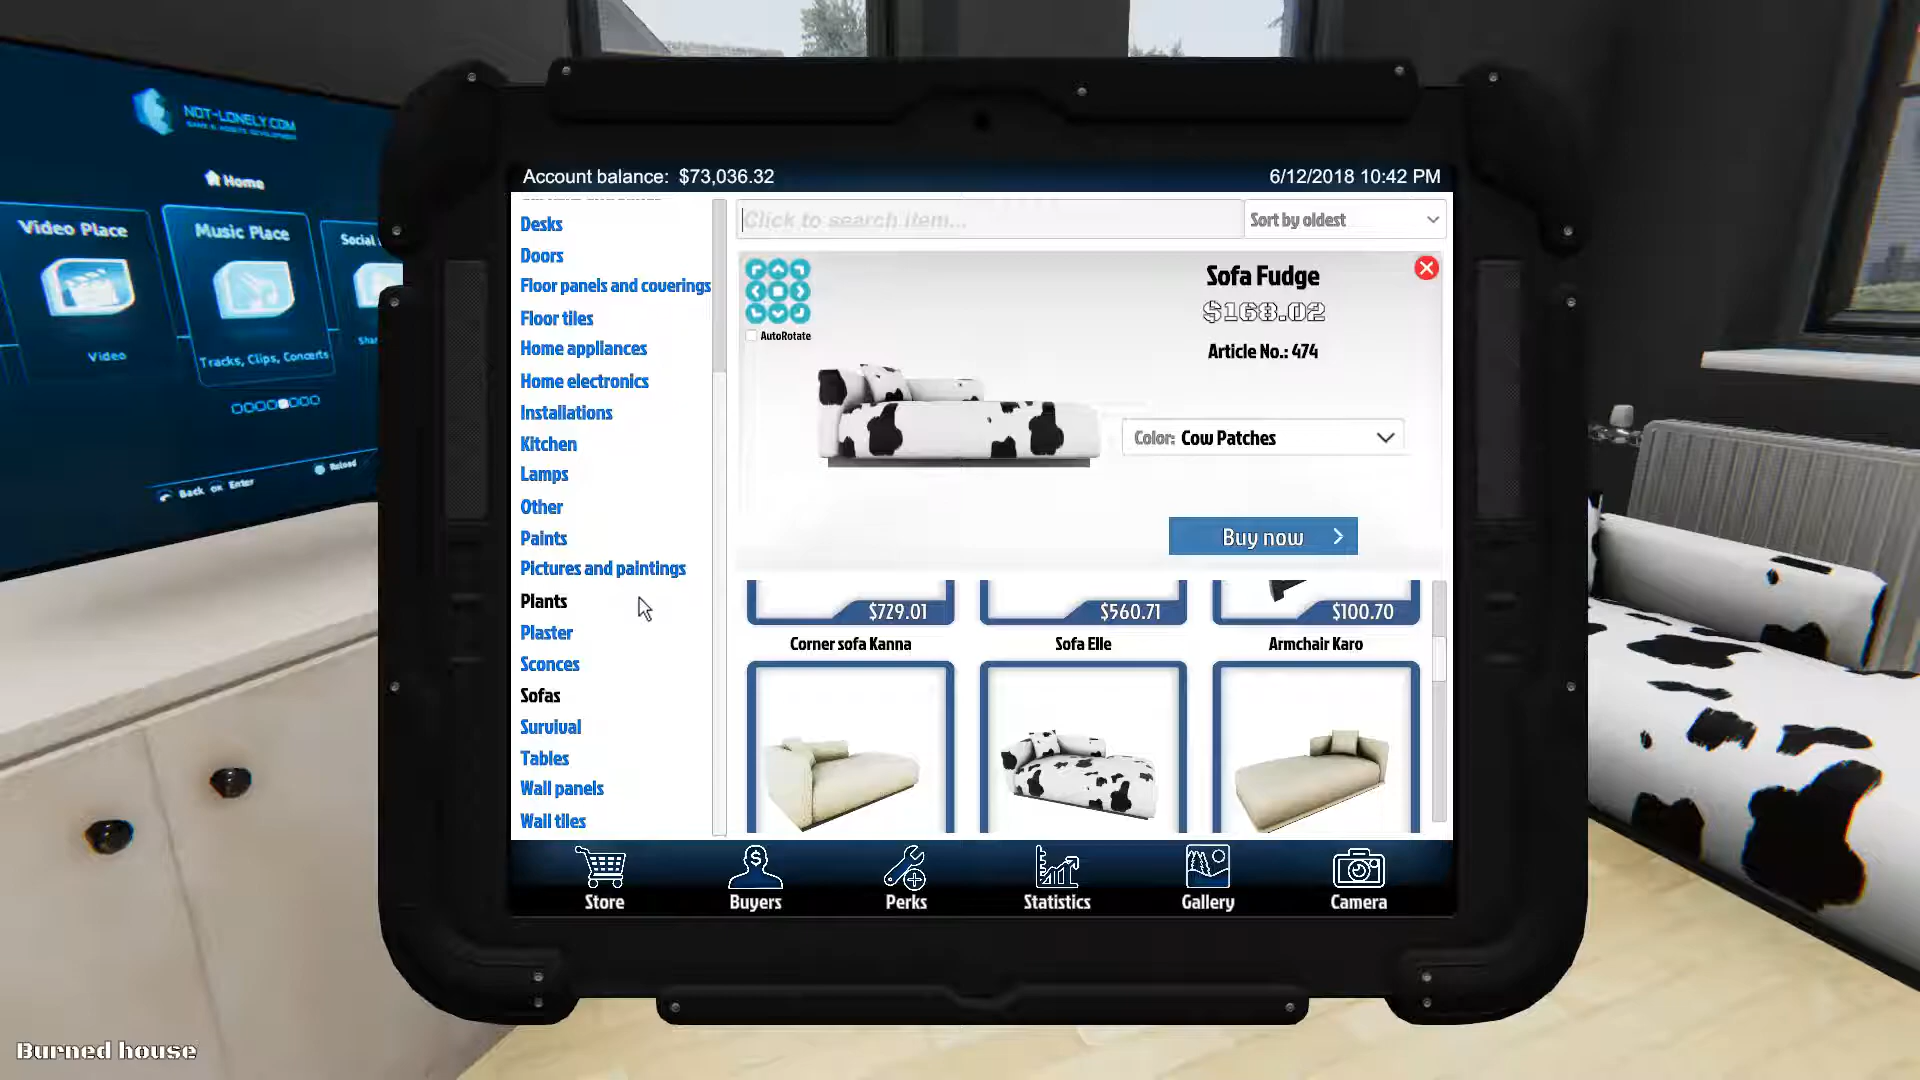 NOT-LONELY.COM
GAME & ASSETS DEVELOPMENT
Home
Video Place
Music Place
Social
Video
Tracks, Clips, Concerts
Back or Enter
Reload
Account balance: $73,036.32
6/12/2018 10:42 PM
Desks
Doors
Floor panels and coverings
Floor tiles
Home appliances
Home electronics
Installations
Kitchen
Lamps
Other
Paints
Pictures and paintings
Plants
Plaster
Sconces
Sofas
Survival
Tables
Wall panels
Wall tiles
Click to search item...
Sort by oldest
AutoRotate
Sofa Fudge
$168.02
Article No.: 474
Color: Cow Patches
Buy now
$729.01
$560.71
$100.70
Corner sofa Kanna
Sofa Elle
Armchair Karo
Store
Buyers
Perks
Statistics
Gallery
Camera
Burned house